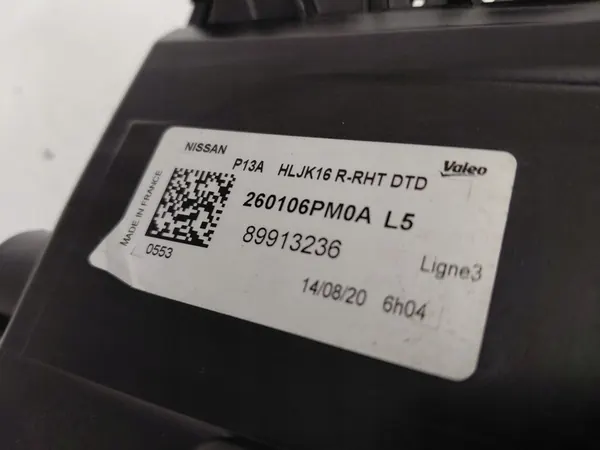 NISSAN
P13A HLJK16 R-RHT DTD
Valeo
MADE IN FRANCE
260106PM0A L5
89913236
0553
Ligne3
14/08/20 6h04